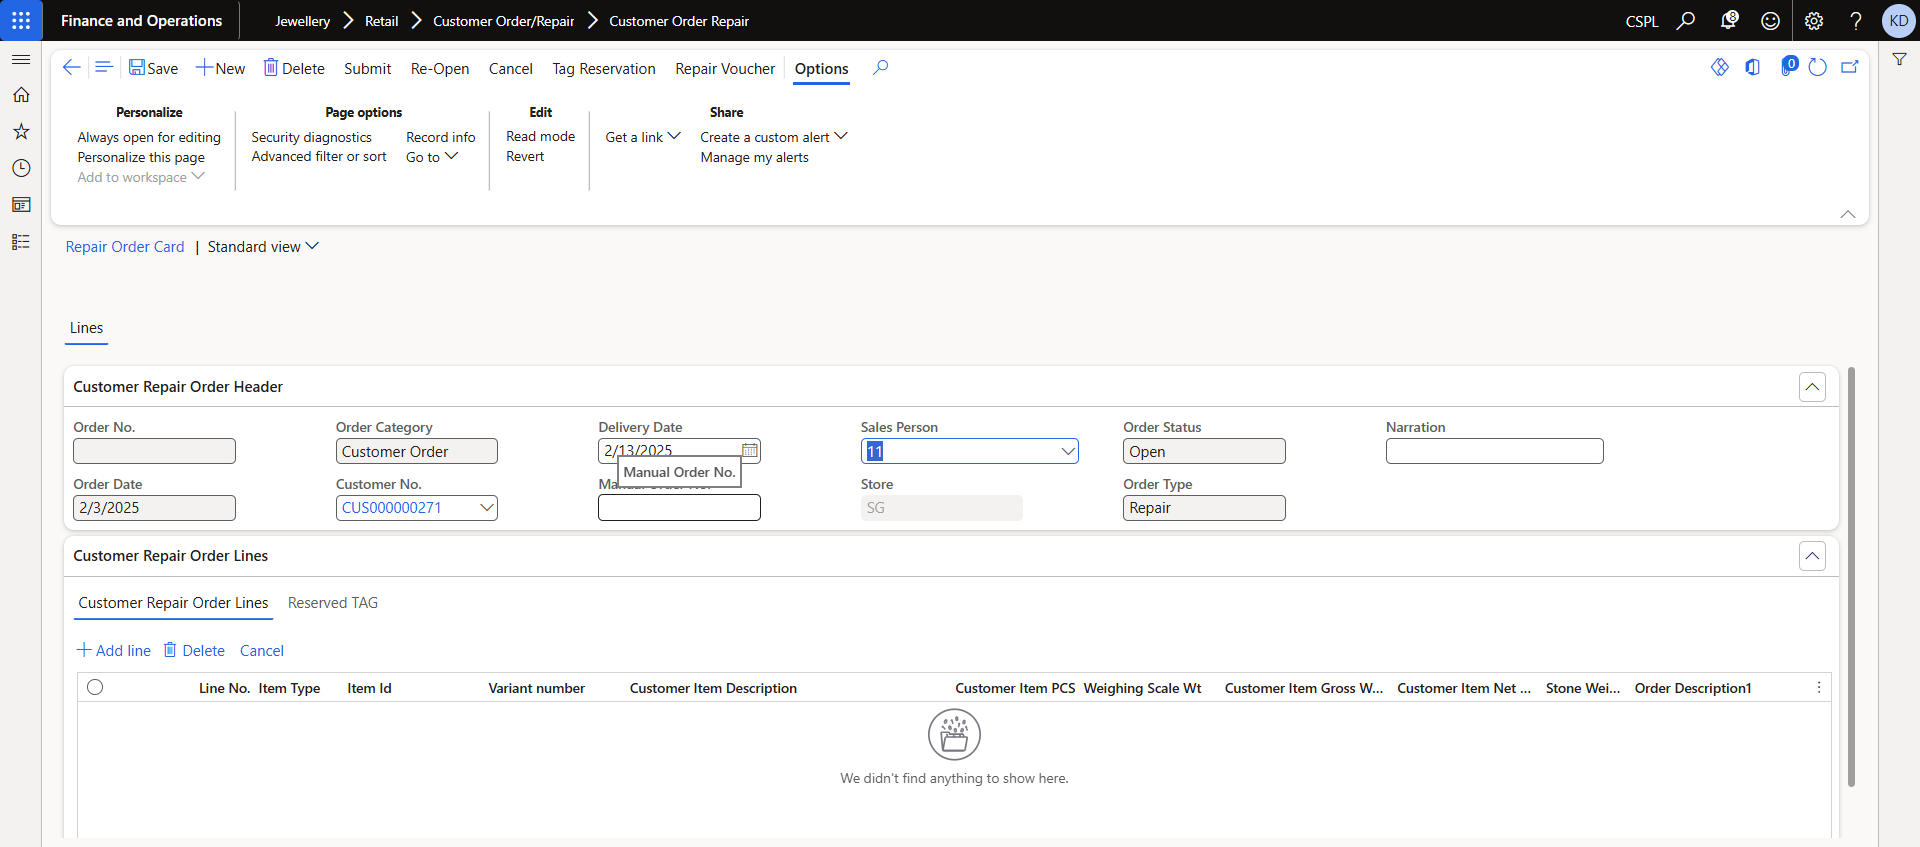 Finance and Operations
Jewellery > Retail > Customer Order/Repair > Customer Order Repair
CSPL
8
?
KD
Save
New
Delete
Submit
Re-Open
Cancel
Tag Reservation
Repair Voucher
Options
0
Personalize
Always open for editing
Personalize this page
Add to workspace
Page options
Security diagnostics
Advanced filter or sort
Record info
Go to
Edit
Read mode
Revert
Get a link
Share
Create a custom alert
Manage my alerts
Repair Order Card | Standard view
Lines
Customer Repair Order Header
Order No.
Order Category
Customer Order
Delivery Date
2/13/2025
Sales Person
11
Order Status
Open
Narration
Manual Order No.
Order Date
2/3/2025
Customer No.
CUS000000271
Store
SG
Order Type
Repair
Customer Repair Order Lines
Customer Repair Order Lines
Reserved TAG
Add line
Delete
Cancel
Line No.
Item Type
Item Id
Variant number
Customer Item Description
Customer Item PCS
Weighing Scale Wt
Customer Item Gross W...
Customer Item Net ...
Stone Wei...
Order Description1
We didn't find anything to show here.